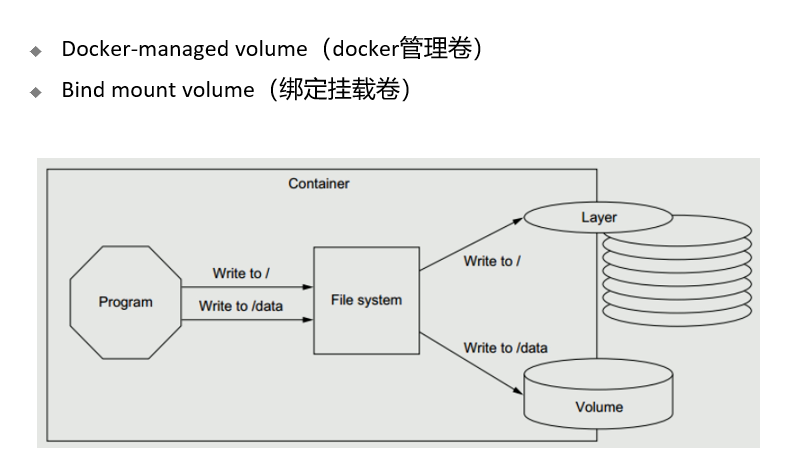 Docker-managed volume（docker管理卷）
Bind mount volume（绑定挂载卷）
Container
Layer
Write to /
Write to /
Program
Write to /data
File system
Write to /data
Volume